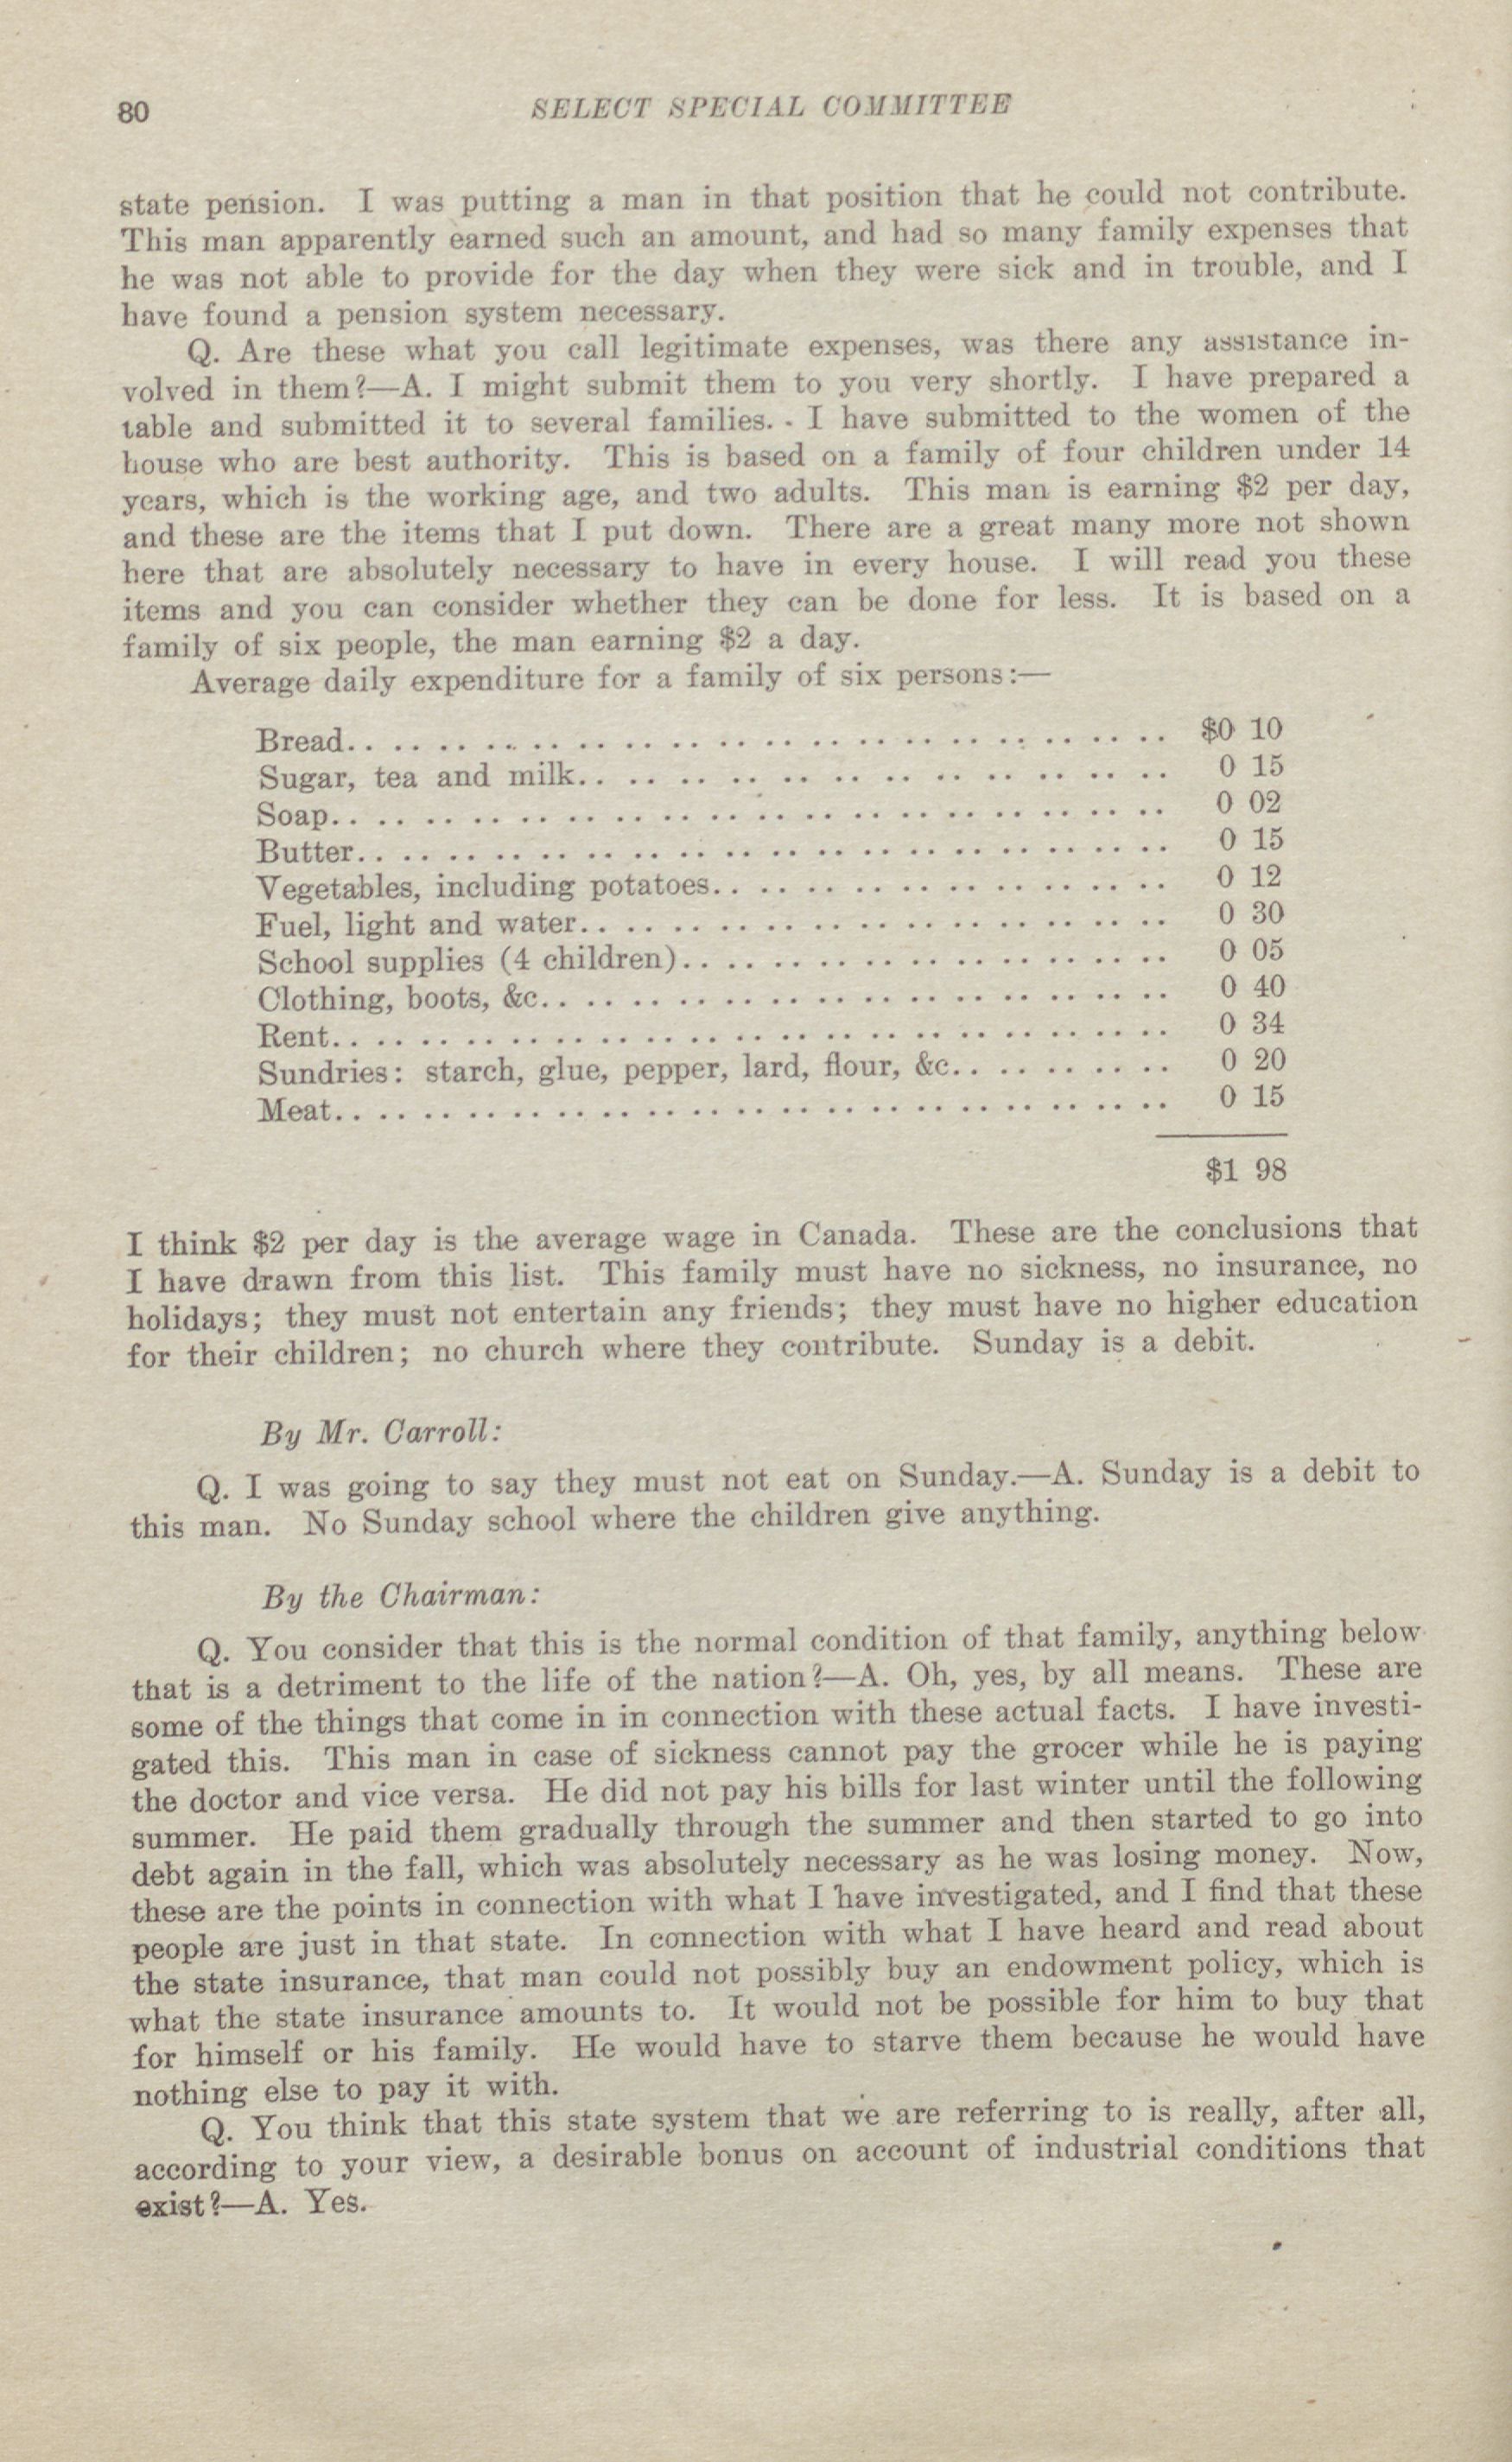 80
SELECT SPECIAL COMMITTEE
state pension. I was putting a man in that position that he could not contribute.
This man apparently earned such an amount, and had so many family expenses that
he was not able to provide for the day when they were sick and in trouble, and I
have found a pension system necessary.
Q. Are these what you call legitimate expenses, was there any assistance in-
volved in them?—A. I might submit them to you very shortly. I have prepared a
table and submitted it to several families. I have submitted to the women of the
house who are best authority. This is based on a family of four children under 14
years, which is the working age, and two adults. This man is earning $2 per day,
and these are the items that I put down. There are a great many more not shown
here that are absolutely necessary to have in every house. I will read you these
items and you can consider whether they can be done for less. It is based on a
family of six people, the man earning $2 a day.
Average daily expenditure for a family of six persons:—
Bread.. .. .. .. .. .. .. .. .. .. .. .. .. .. .. .. .. .. $0 10
Sugar, tea and milk.. .. .. .. .. .. .. .. .. .. .. .. .. 0 15
Soap.. .. .. .. .. .. .. .. .. .. .. .. .. .. .. .. .. .. 0 02
Butter.. .. .. .. .. .. .. .. .. .. .. .. .. .. .. .. .. .. 0 15
Vegetables, including potatoes.. .. .. .. .. .. .. .. .. .. 0 12
Fuel, light and water.. .. .. .. .. .. .. .. .. .. .. .. .. 0 30
School supplies (4 children).. .. .. .. .. .. .. .. .. .. .. 0 05
Clothing, boots, &c.. .. .. .. .. .. .. .. .. .. .. .. .. .. 0 40
Rent.. .. .. .. .. .. .. .. .. .. .. .. .. .. .. .. .. .. .. 0 34
Sundries: starch, glue, pepper, lard, flour, &c.. .. .. .. .. 0 20
Meat.. .. .. .. .. .. .. .. .. .. .. .. .. .. .. .. .. .. .. 0 15
$1 98
I think $2 per day is the average wage in Canada. These are the conclusions that
I have drawn from this list. This family must have no sickness, no insurance, no
holidays; they must not entertain any friends; they must have no higher education
for their children; no church where they contribute. Sunday is a debit.
By Mr. Carroll:
Q. I was going to say they must not eat on Sunday.—A. Sunday is a debit to
this man. No Sunday school where the children give anything.
By the Chairman:
Q. You consider that this is the normal condition of that family, anything below
that is a detriment to the life of the nation?—A. Oh, yes, by all means. These are
some of the things that come in in connection with these actual facts. I have investi-
gated this. This man in case of sickness cannot pay the grocer while he is paying
the doctor and vice versa. He did not pay his bills for last winter until the following
summer. He paid them gradually through the summer and then started to go into
debt again in the fall, which was absolutely necessary as he was losing money. Now,
these are the points in connection with what I have investigated, and I find that these
people are just in that state. In connection with what I have heard and read about
the state insurance, that man could not possibly buy an endowment policy, which is
what the state insurance amounts to. It would not be possible for him to buy that
for himself or his family. He would have to starve them because he would have
nothing else to pay it with.
Q. You think that this state system that we are referring to is really, after all,
according to your view, a desirable bonus on account of industrial conditions that
exist?—A. Yes.